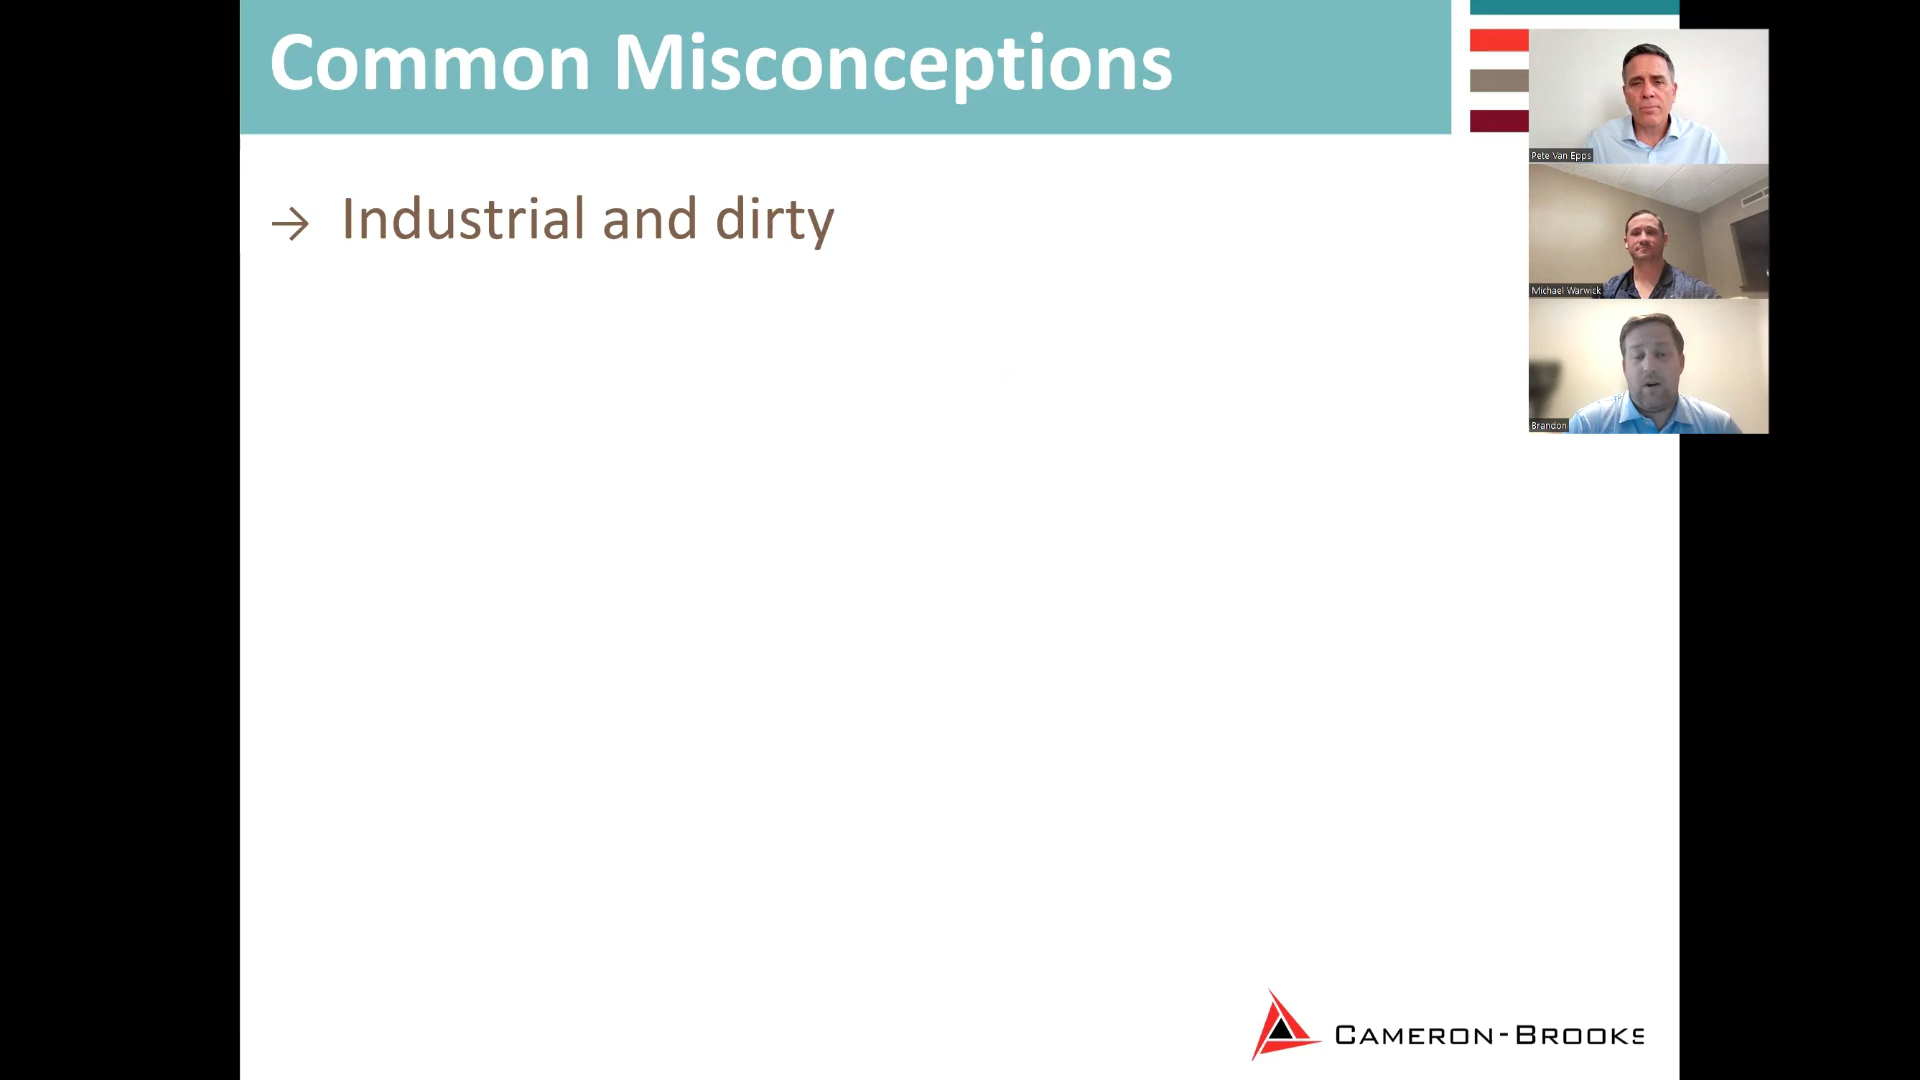 Common Misconceptions
→ Industrial and dirty
Pete Van Epps
Michael Warwick
Brandon
CAMERON-BROOKS